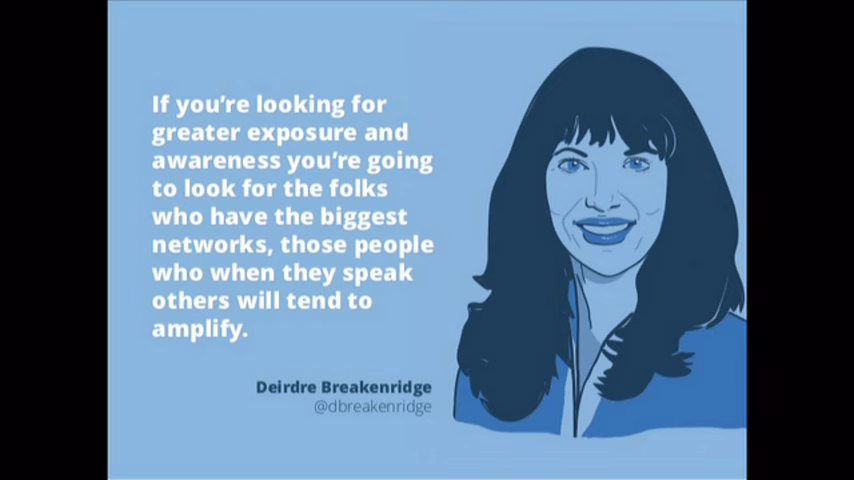 If you’re looking for
greater exposure and
awareness you’re going
to look for the folks
who have the biggest
networks, those people
who when they speak
others will tend to
amplify.
Deirdre Breakenridge
@dbreakenridge